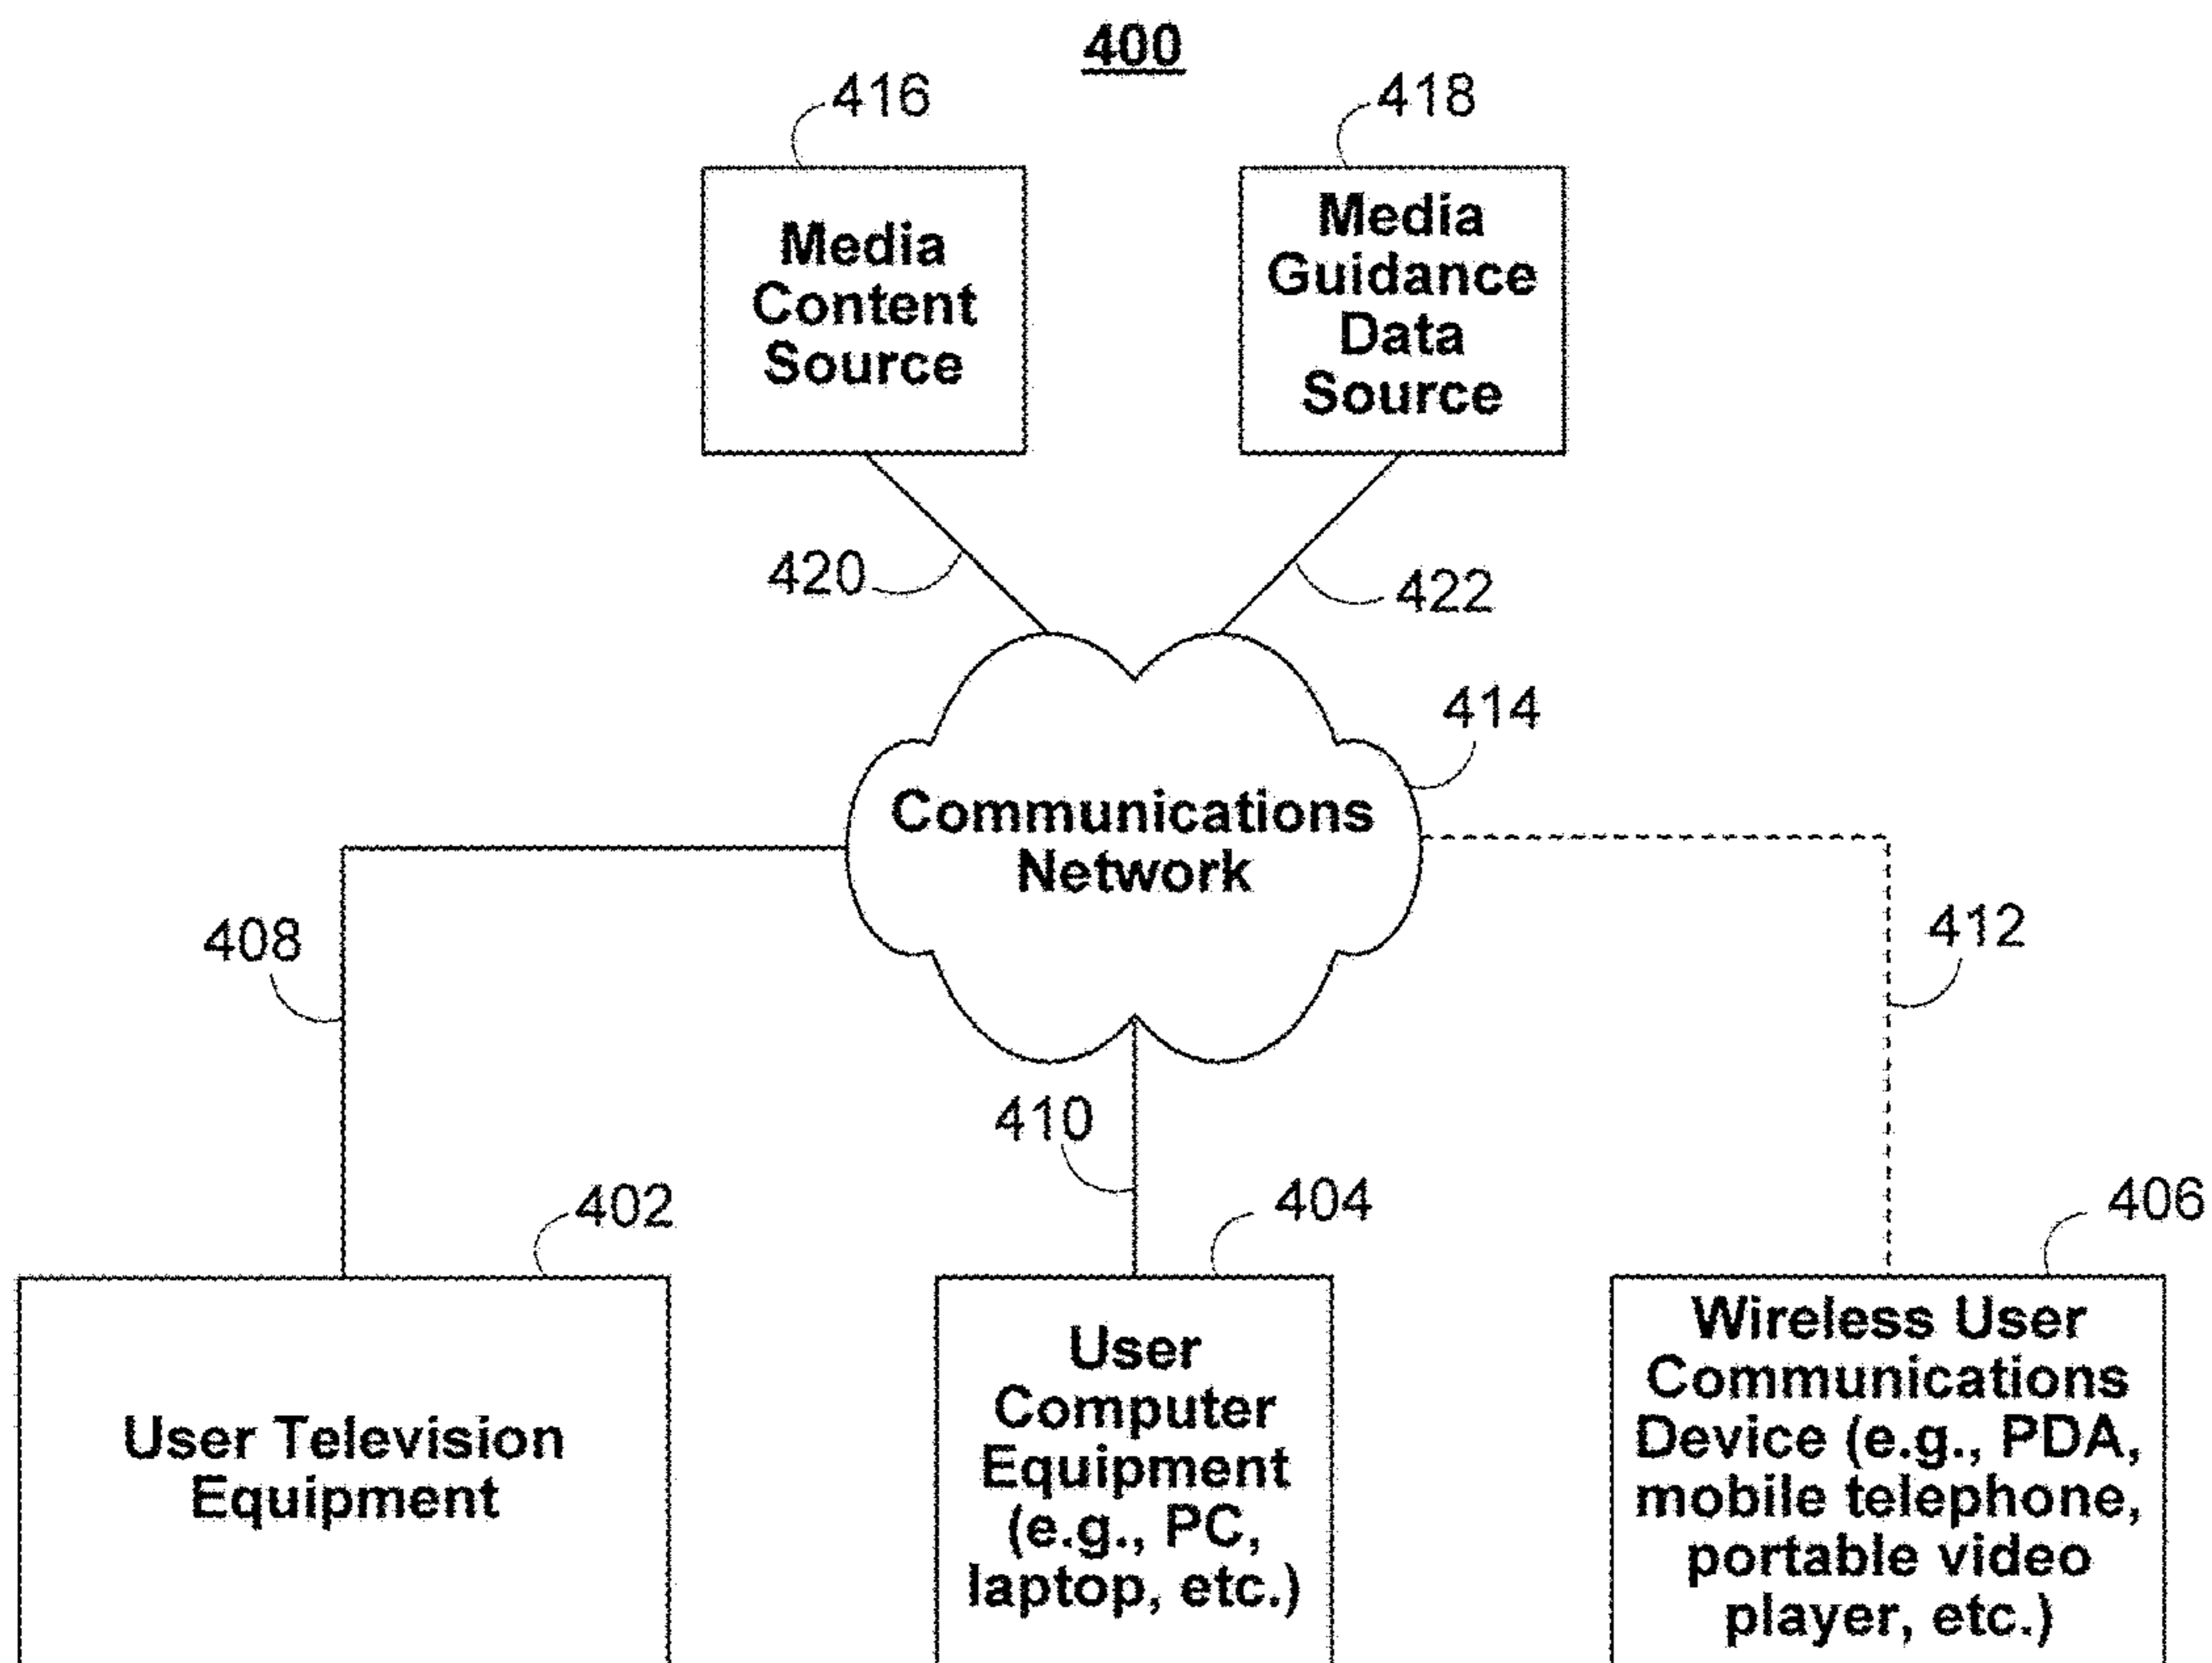 400
416
418
Media
Content
Source
Media
Guidance
Data
Source
420
422
414
Communications
Network
408
412
410
402
404
406
User Television
Equipment
User
Computer
Equipment
(e.g., PC,
laptop, etc.)
Wireless User
Communications
Device (e.g., PDA,
mobile telephone,
portable video
player, etc.)